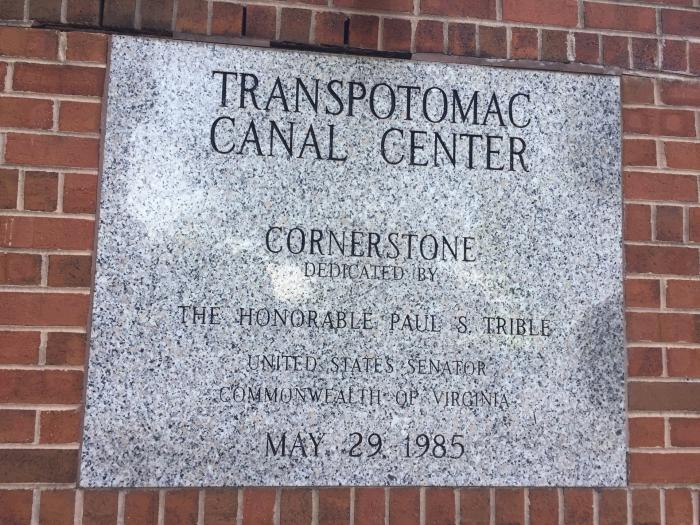 TRANSPOTOMAC
CANAL CENTER
CORNERSTONE
DEDICATED BY
THE HONORABLE PAUL S. TRIBLE
UNITED STATES SENATOR
COMMONWEALTH OF VIRGINIA
MAY 29 1985